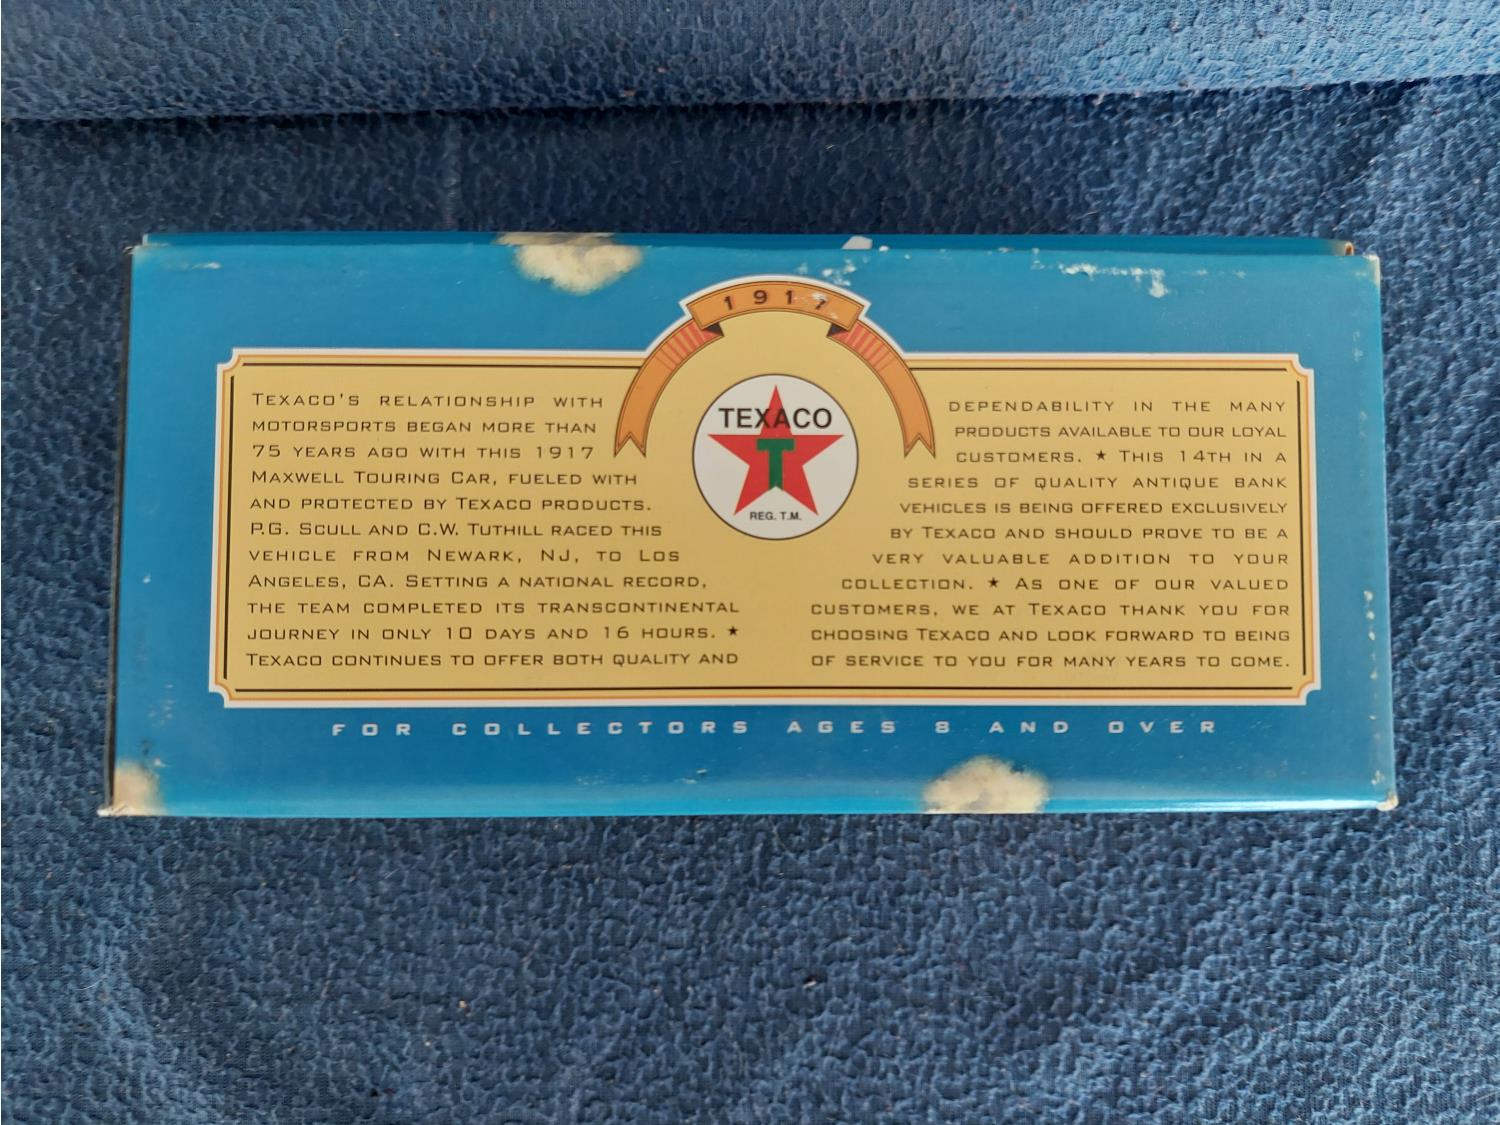 1917
TEXAS'S RELATIONSHIP WITH
MOTORSPORTS BEGAN MORE THAN
75 YEARS AGO WITH THIS 1917
MAXWELL TOURING CAR, FUELED WITH
AND PROTECTED BY TEXACO PRODUCTS.
P.G. SCULL AND C.W. TUTHILL RACED THIS
VEHICLE FROM NEWARK, NJ, TO LOS
ANGELES, CA. SETTING A NATIONAL RECORD,
THE TEAM COMPLETED ITS TRANSCONTINENTAL
JOURNEY IN ONLY 10 DAYS AND 16 HOURS. ★
TEXACO CONTINUES TO OFFER BOTH QUALITY AND
TEXACO
T
REG. T.M.
DEPENDABILITY IN THE MANY
PRODUCTS AVAILABLE TO OUR LOYAL
CUSTOMERS. ★ THIS 14TH IN A
SERIES OF QUALITY ANTIQUE BANK
VEHICLES IS BEING OFFERED EXCLUSIVELY
BY TEXACO AND SHOULD PROVE TO BE A
VERY VALUABLE ADDITION TO YOUR
COLLECTION. ★ AS ONE OF OUR VALUED
CUSTOMERS, WE AT TEXACO THANK YOU FOR
CHOOSING TEXACO AND LOOK FORWARD TO BEING
OF SERVICE TO YOU FOR MANY YEARS TO COME.
FOR COLLECTORS AGES 8 AND OVER